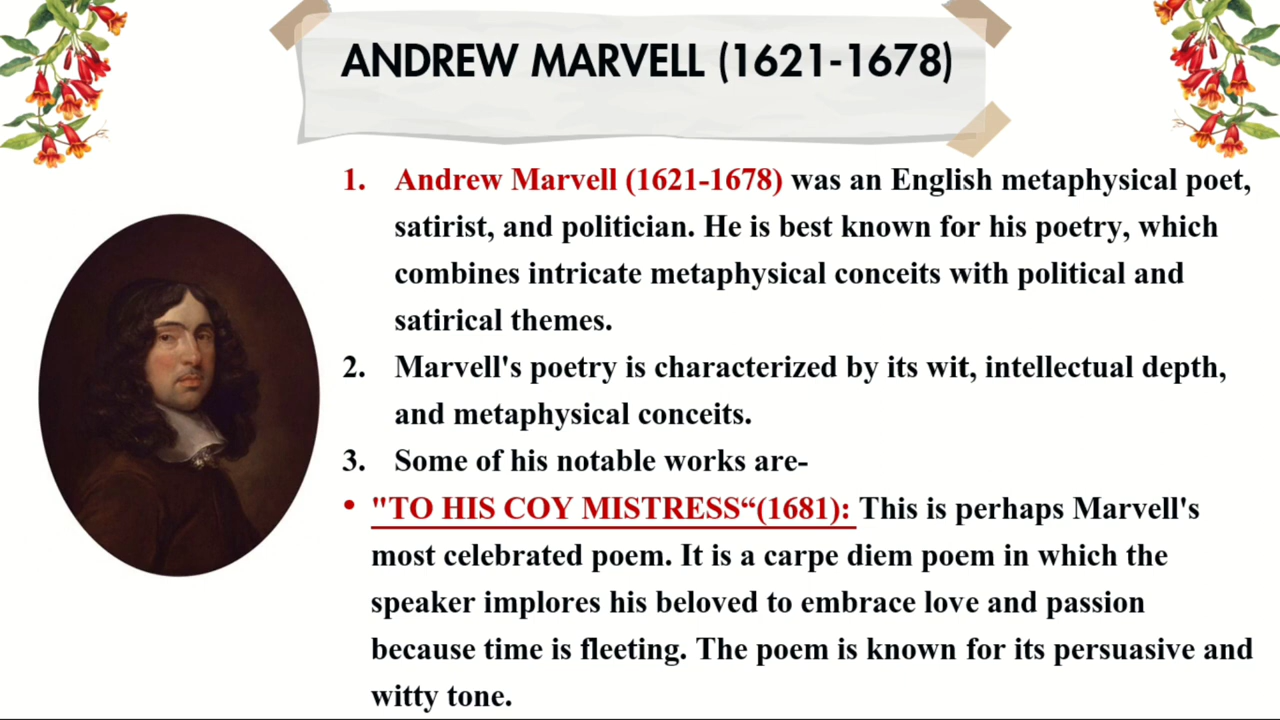 ANDREW MARVELL (1621-1678)
1. Andrew Marvell (1621-1678) was an English metaphysical poet,
satirist, and politician. He is best known for his poetry, which
combines intricate metaphysical conceits with political and
satirical themes.
2. Marvell's poetry is characterized by its wit, intellectual depth,
and metaphysical conceits.
3. Some of his notable works are-
• "TO HIS COY MISTRESS“(1681): This is perhaps Marvell's
most celebrated poem. It is a carpe diem poem in which the
speaker implores his beloved to embrace love and passion
because time is fleeting. The poem is known for its persuasive and
witty tone.